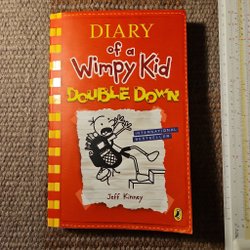 DIARY
of a
Wimpy Kid
DOUBLE DOWN
INTERNATIONAL
BESTSELLER
Jeff Kinney